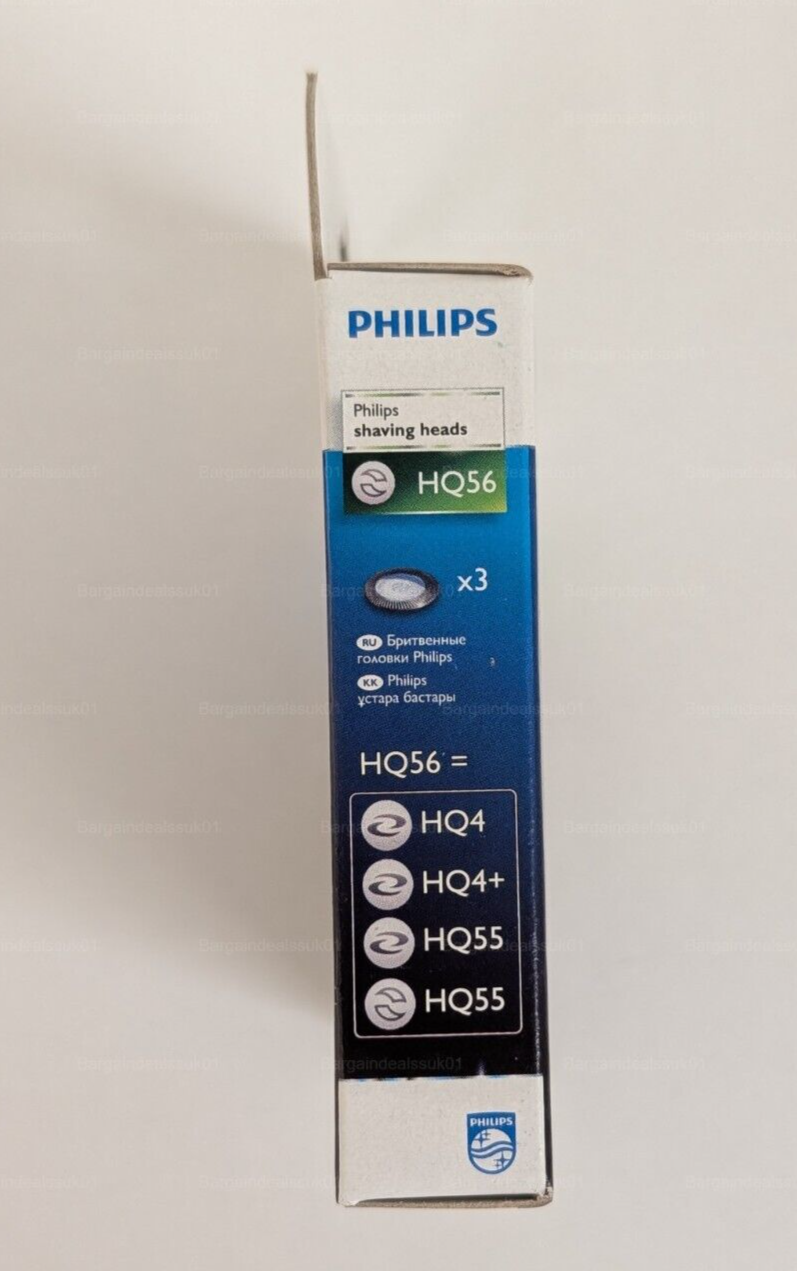 PHILIPS
Philips
shaving heads
HQ56
x3
RU Бритвенные
головки Philips
KK Philips
ұстара бастары
HQ56 =
HQ4
HQ4+
HQ55
HQ55
PHILIPS
Bargaindealssuk01